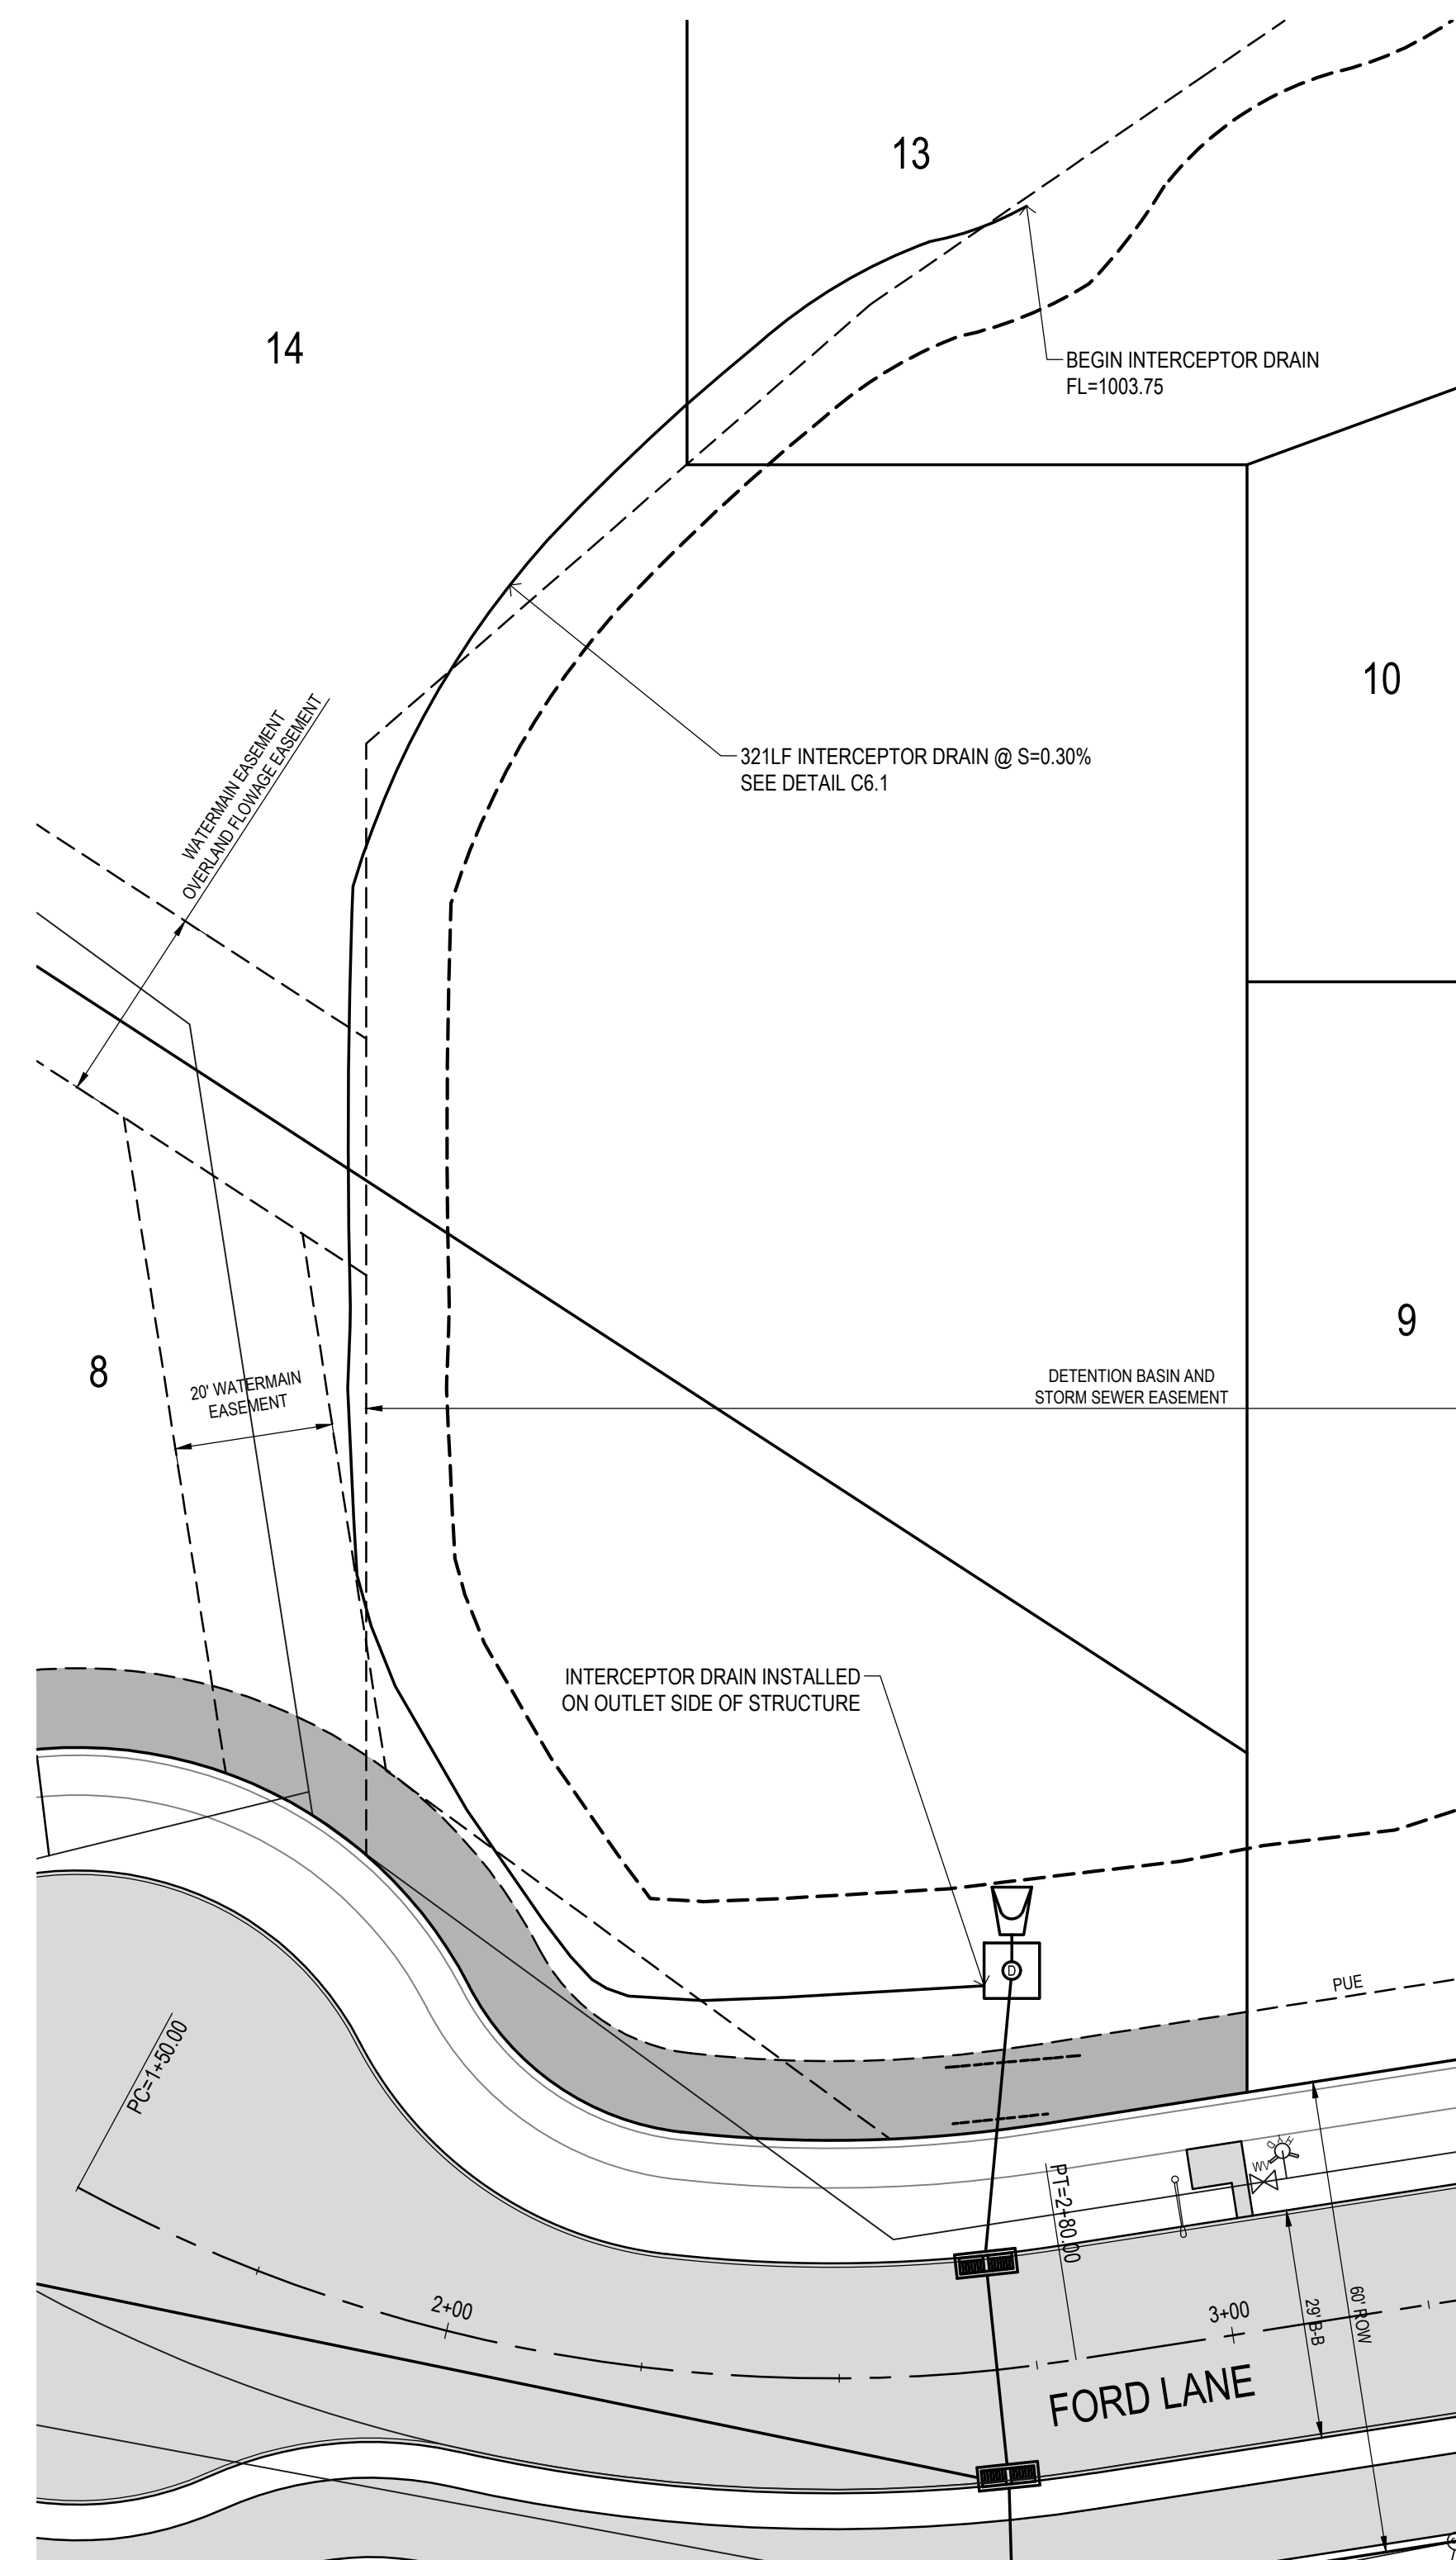 13
14
BEGIN INTERCEPTOR DRAIN
FL=1003.75
10
321LF INTERCEPTOR DRAIN @ S=0.30%
SEE DETAIL C6.1
WATERMAIN EASEMENT
OVERLAND FLOWAGE EASEMENT
9
8
20' WATERMAIN
EASEMENT
DETENTION BASIN AND
STORM SEWER EASEMENT
INTERCEPTOR DRAIN INSTALLED
ON OUTLET SIDE OF STRUCTURE
D
PUE
PC=1+50.00
HYD
WV
PT=2+80.00
2+00
3+00
29' B-B
60' ROW
FORD LANE